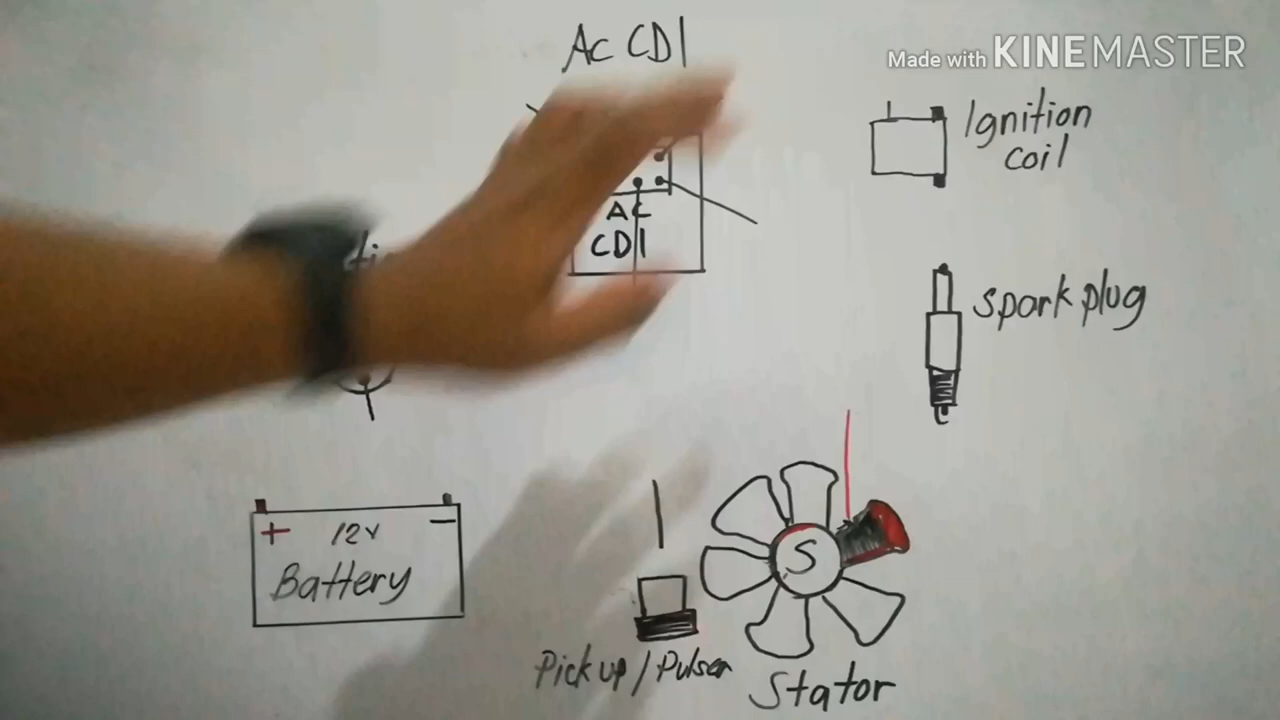 Ac CDI
Made with KINEMASTER
Ignition
coil
AC
CDI
spark plug
+ 12v −
Battery
S
Pick up / Pulser
Stator